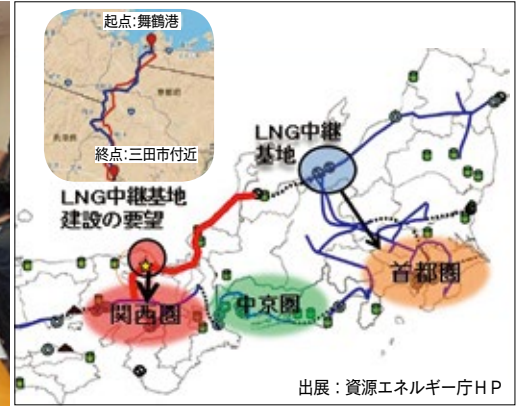 起点:舞鶴港
終点:三田市付近
LNG中継
基地
LNG中継基地
建設の要望
首都圏
中京圏
関西圏
出展：資源エネルギー庁ＨＰ